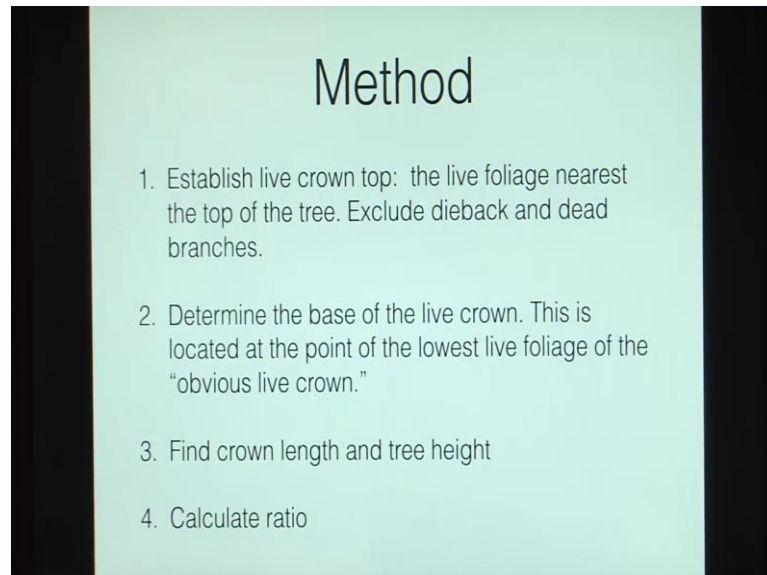 Method
1. Establish live crown top: the live foliage nearest
the top of the tree. Exclude dieback and dead
branches.
2. Determine the base of the live crown. This is
located at the point of the lowest live foliage of the
“obvious live crown.”
3. Find crown length and tree height
4. Calculate ratio